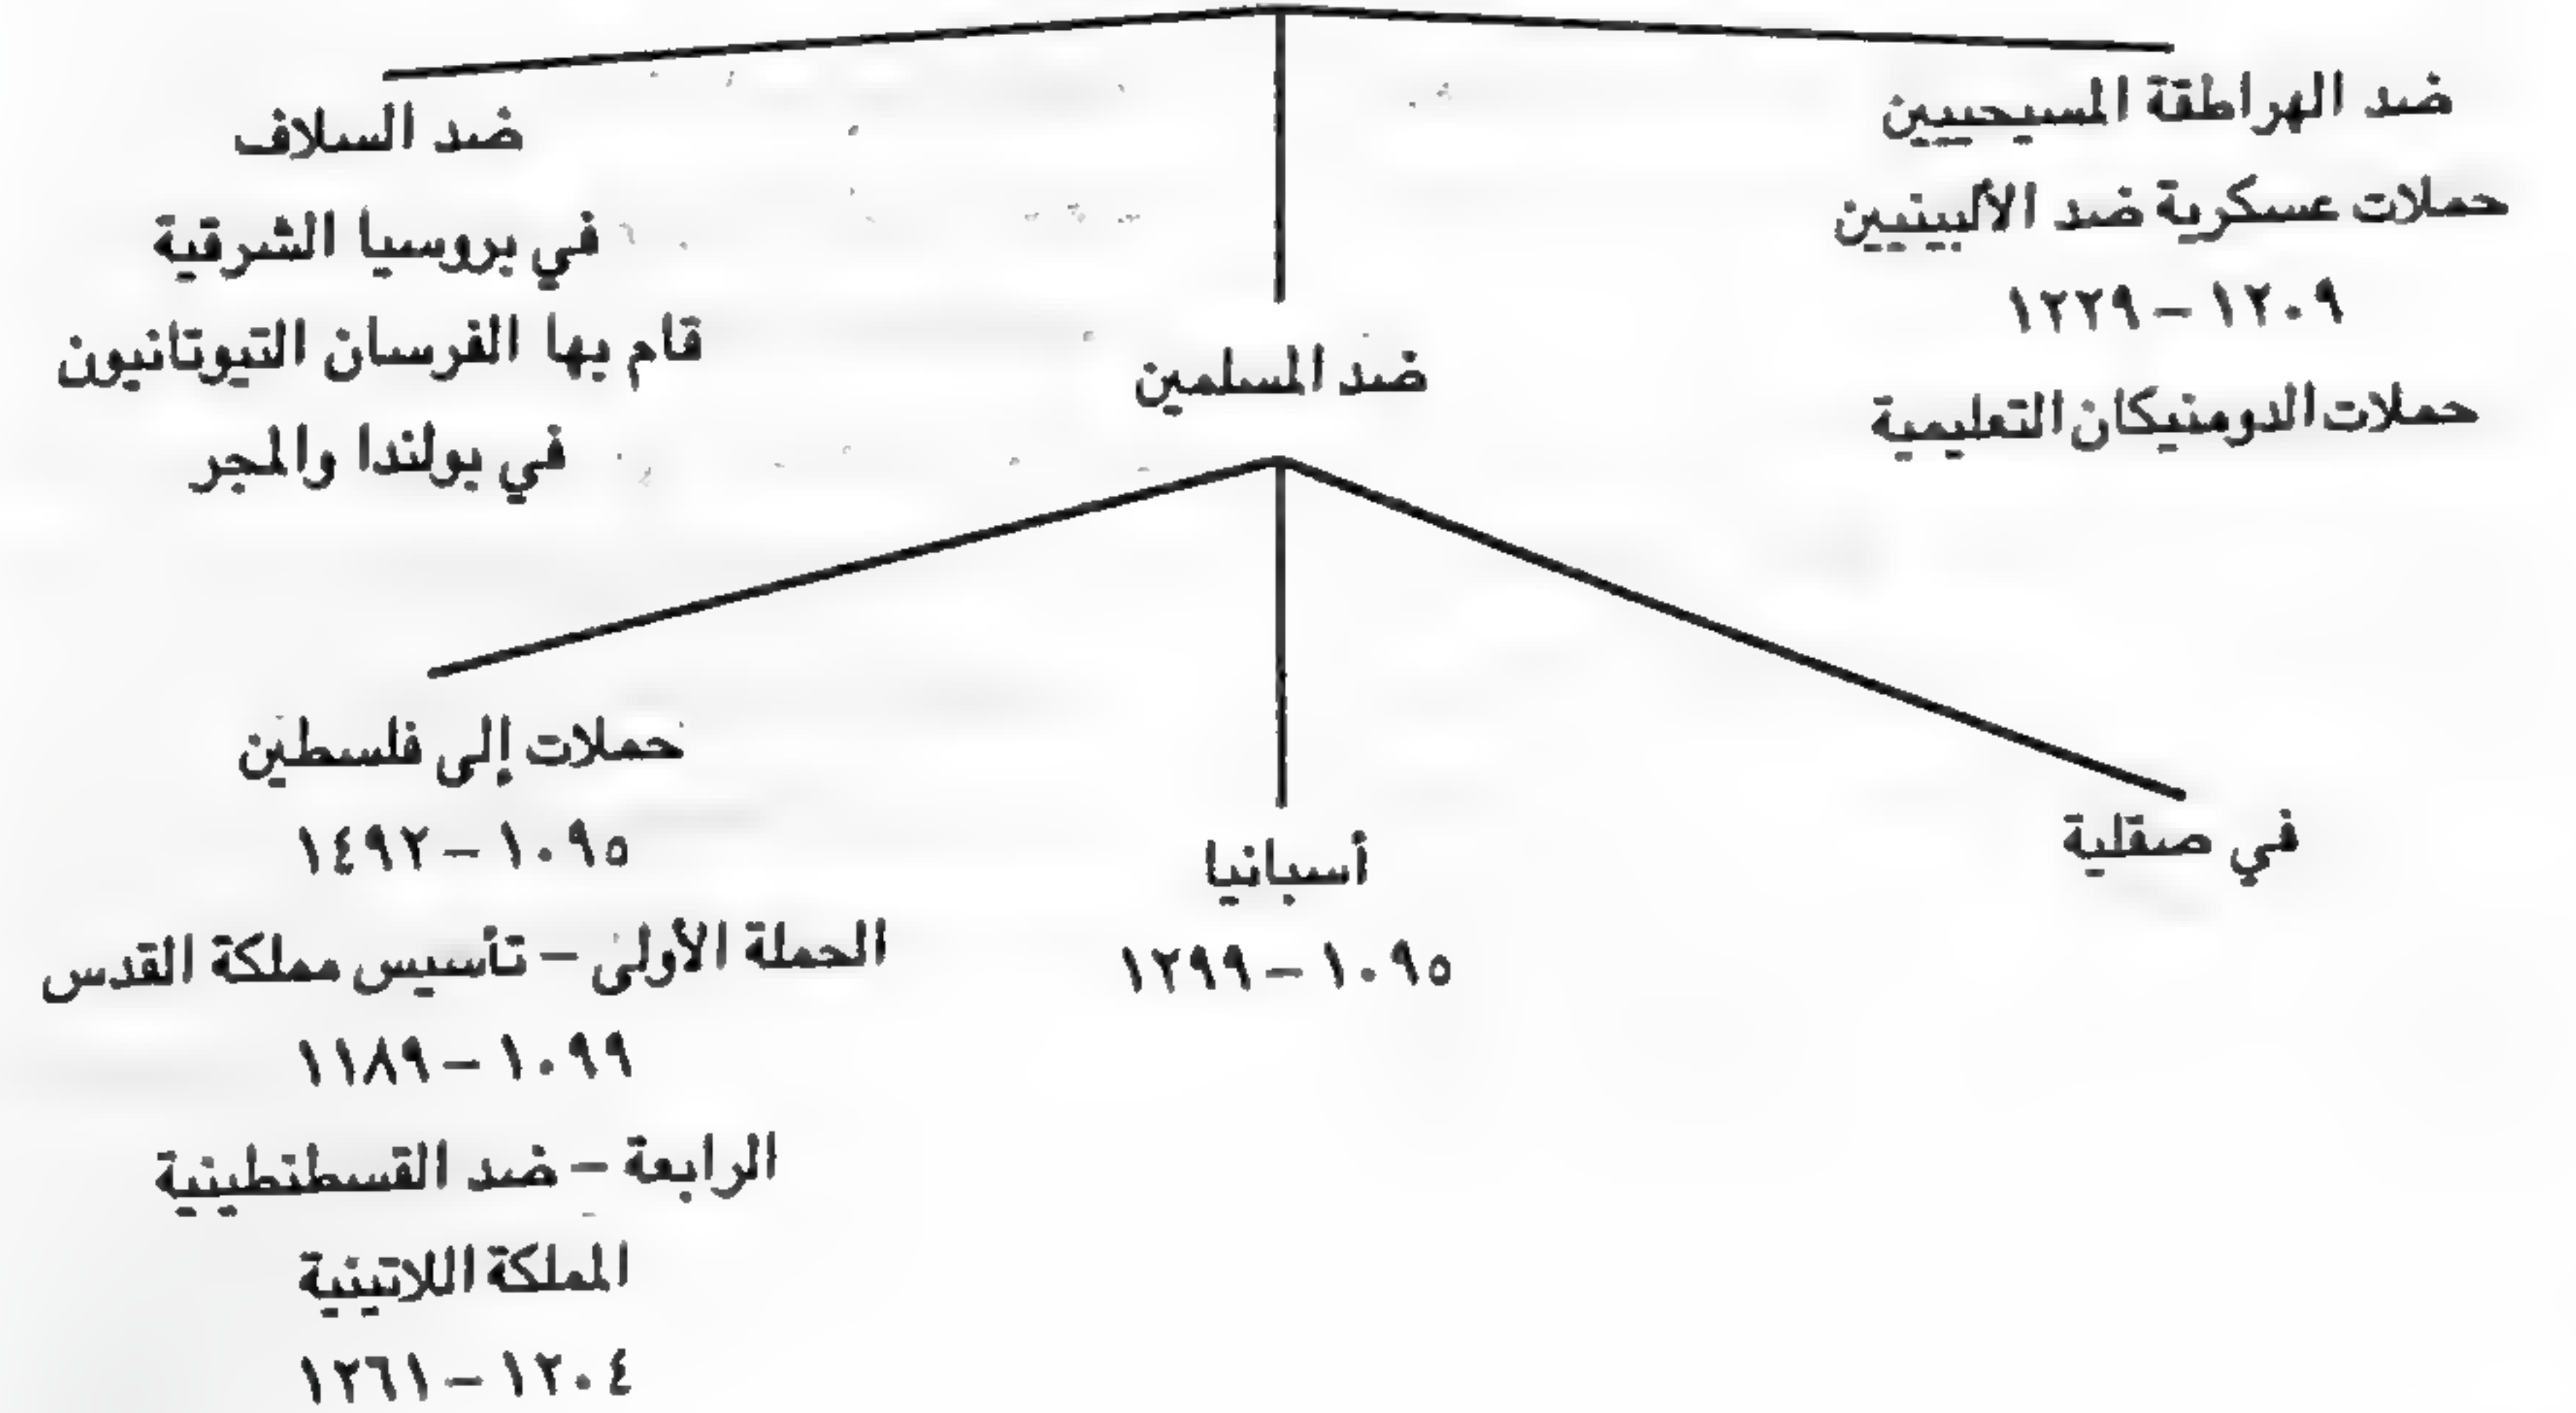 ضد الهراطقة المسيحيين
حملات عسكرية ضد الألبينيين
١٢٠٩ – ١٢٢٩
حملات الدومنيكان التعليمية
ضد المسلمين
ضد السلاف
في بروسيا الشرقية
قام بها الفرسان التيوتانيون
في بولندا والمجر
في صقلية
أسبانيا
١٠٩٥ – ١٢٩٩
حملات إلى فلسطين
١٠٩٥ – ١٤٩٢
الحملة الأولى – تأسيس مملكة القدس
١٠٩٩ – ١١٨٩
الرابعة – ضد القسطنطينية
المملكة اللاتينية
١٢٠٤ – ١٢٦١